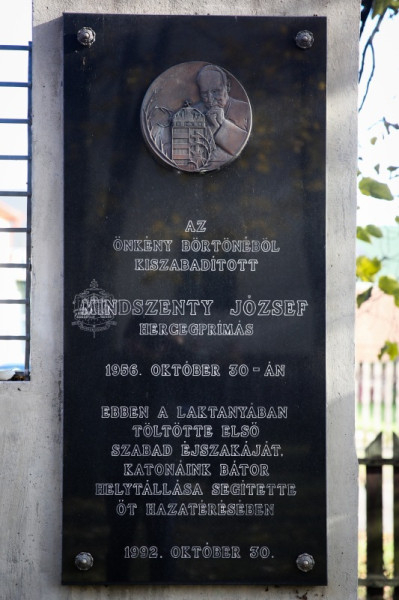 AZ
ÖNKÉNY BÖRTÖNÉBŐL
KISZABADÍTOTT
MINDSZENTY JÓZSEF
HERCEGPRÍMÁS
1956. OKTÓBER 30-ÁN
EBBEN A LAKTANYÁBAN
TÖLTÖTTE ELSŐ
SZABAD ÉJSZAKÁJÁT.
KATONÁINK BÁTOR
HELYTÁLLÁSA SEGÍTETTE
ŐT HAZATÉRÉSÉBEN
1992. OKTÓBER 30.